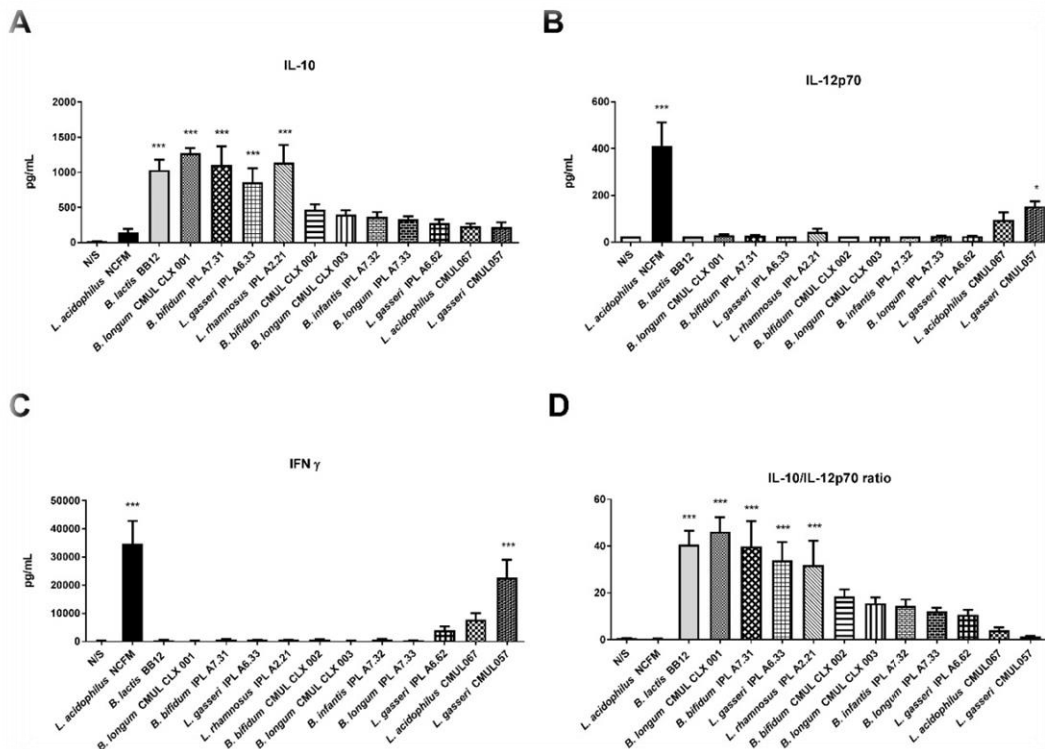 A
IL-10
pg/mL
2000
1500
1000
500
0
***
***
***
***
***
N/S
L. acidophilus NCFM
B. lactis BB12
B. longum CMUL CLX 001
B. bifidum IPL A7.31
L. gasseri IPL A6.33
L. rhamnosus IPL A2.21
B. bifidum CMUL CLX 002
B. longum CMUL CLX 003
B. infantis IPL A7.32
B. longum IPL A7.33
L. gasseri IPL A6.62
L. acidophilus CMUL067
L. gasseri CMUL057
B
IL-12p70
pg/mL
600
400
200
0
***
*
N/S
L. acidophilus NCFM
B. lactis BB12
B. longum CMUL CLX 001
B. bifidum IPL A7.31
L. gasseri IPL A6.33
L. rhamnosus IPL A2.21
B. bifidum CMUL CLX 002
B. longum CMUL CLX 003
B. infantis IPL A7.32
B. longum IPL A7.33
L. gasseri IPL A6.62
L. acidophilus CMUL067
L. gasseri CMUL057
C
IFN γ
pg/mL
50000
40000
30000
20000
10000
0
***
***
N/S
L. acidophilus NCFM
B. lactis BB12
B. longum CMUL CLX 001
B. bifidum IPL A7.31
L. gasseri IPL A6.33
L. rhamnosus IPL A2.21
B. bifidum CMUL CLX 002
B. longum CMUL CLX 003
B. infantis IPL A7.32
B. longum IPL A7.33
L. gasseri IPL A6.62
L. acidophilus CMUL067
L. gasseri CMUL057
D
IL-10/IL-12p70 ratio
60
40
20
0
***
***
***
***
***
N/S
L. acidophilus NCFM
B. lactis BB12
B. longum CMUL CLX 001
B. bifidum IPL A7.31
L. gasseri IPL A6.33
L. rhamnosus IPL A2.21
B. bifidum CMUL CLX 002
B. longum CMUL CLX 003
B. infantis IPL A7.32
B. longum IPL A7.33
L. gasseri IPL A6.62
L. acidophilus CMUL067
L. gasseri CMUL057